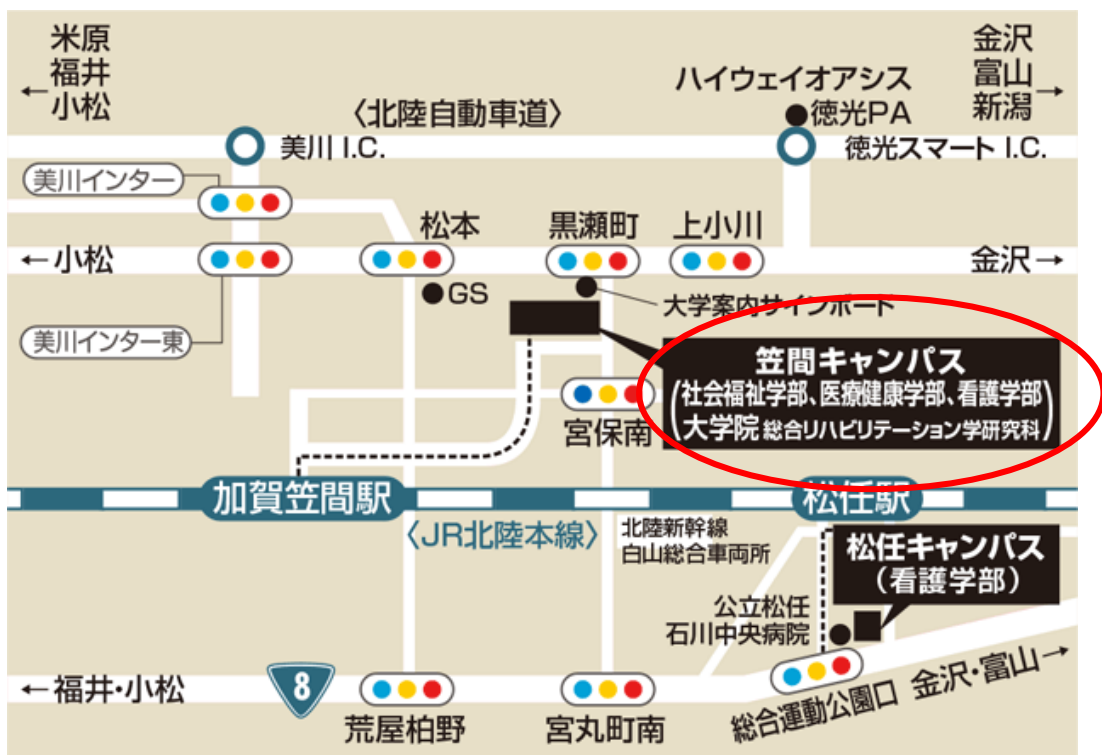 米原
福井
←小松
金沢
富山→
新潟
ハイウェイオアシス
●徳光PA
〈北陸自動車道〉
美川 I.C.
徳光スマート I.C.
美川インター
松本
黒瀬町
上小川
←小松
金沢→
●GS
大学案内サインボード
美川インター東
笠間キャンパス
(社会福祉学部、医療健康学部、看護学部)
(大学院 総合リハビリテーション学研究科)
宮保南
加賀笠間駅
松任駅
〈JR北陸本線〉
北陸新幹線
白山総合車両所
松任キャンパス
(看護学部)
公立松任
石川中央病院
←福井・小松
8
荒屋柏野
宮丸町南
総合運動公園口
金沢・富山→